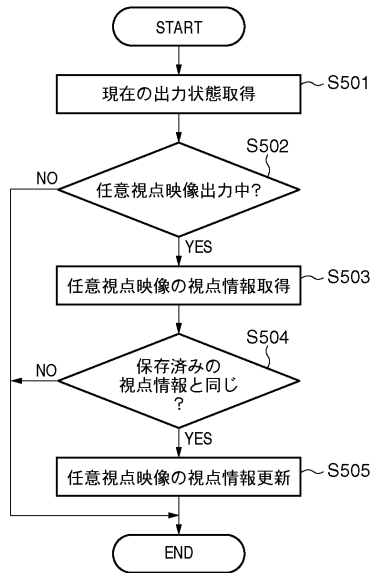 START
現在の出力状態取得
S501
S502
任意視点映像出力中?
NO
YES
任意視点映像の視点情報取得
S503
S504
保存済みの
視点情報と同じ
?
NO
YES
任意視点映像の視点情報更新
S505
END